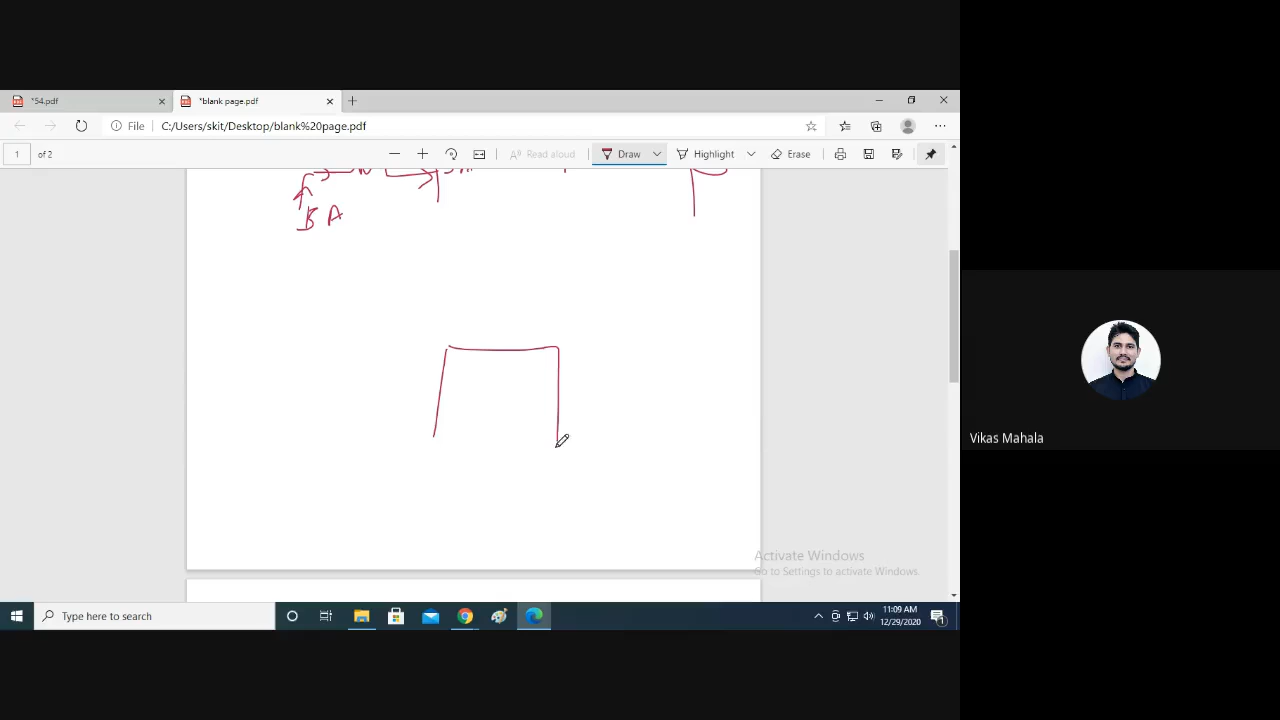 *54.pdf
*blank page.pdf
File
C:/Users/skit/Desktop/blank%20page.pdf
1
of 2
Read aloud
Draw
Highlight
Erase
B A
Vikas Mahala
Activate Windows
Go to Settings to activate Windows.
Type here to search
11:09 AM
12/29/2020
1